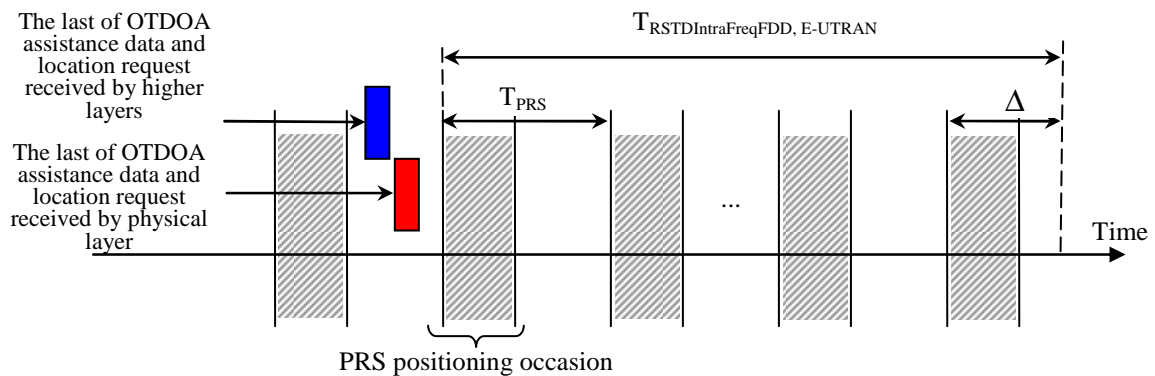 The last of OTDOA
assistance data and
location request
received by higher
layers
The last of OTDOA
assistance data and
location request
received by physical
layer
T_RSTDIntraFreqFDD, E-UTRAN
T_PRS
Δ
...
Time
PRS positioning occasion